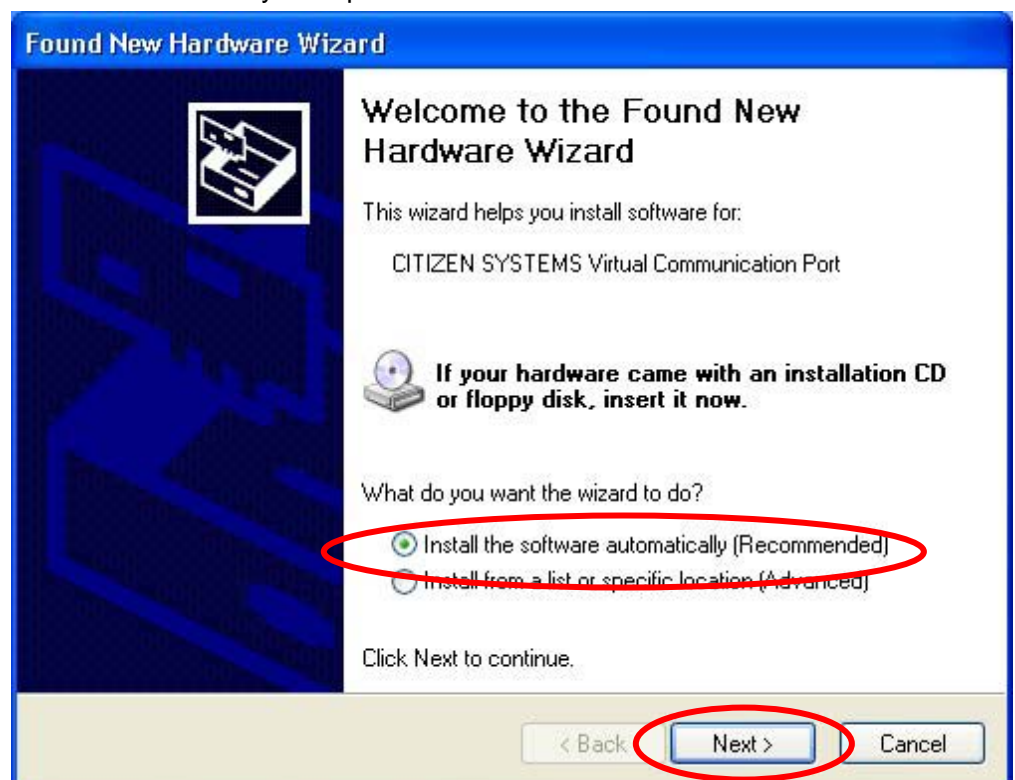 Found New Hardware Wizard
Welcome to the Found New
Hardware Wizard
This wizard helps you install software for:
CITIZEN SYSTEMS Virtual Communication Port
If your hardware came with an installation CD
or floppy disk, insert it now.
What do you want the wizard to do?
Install the software automatically (Recommended)
Install from a list or specific location (Advanced)
Click Next to continue.
< Back Next > Cancel